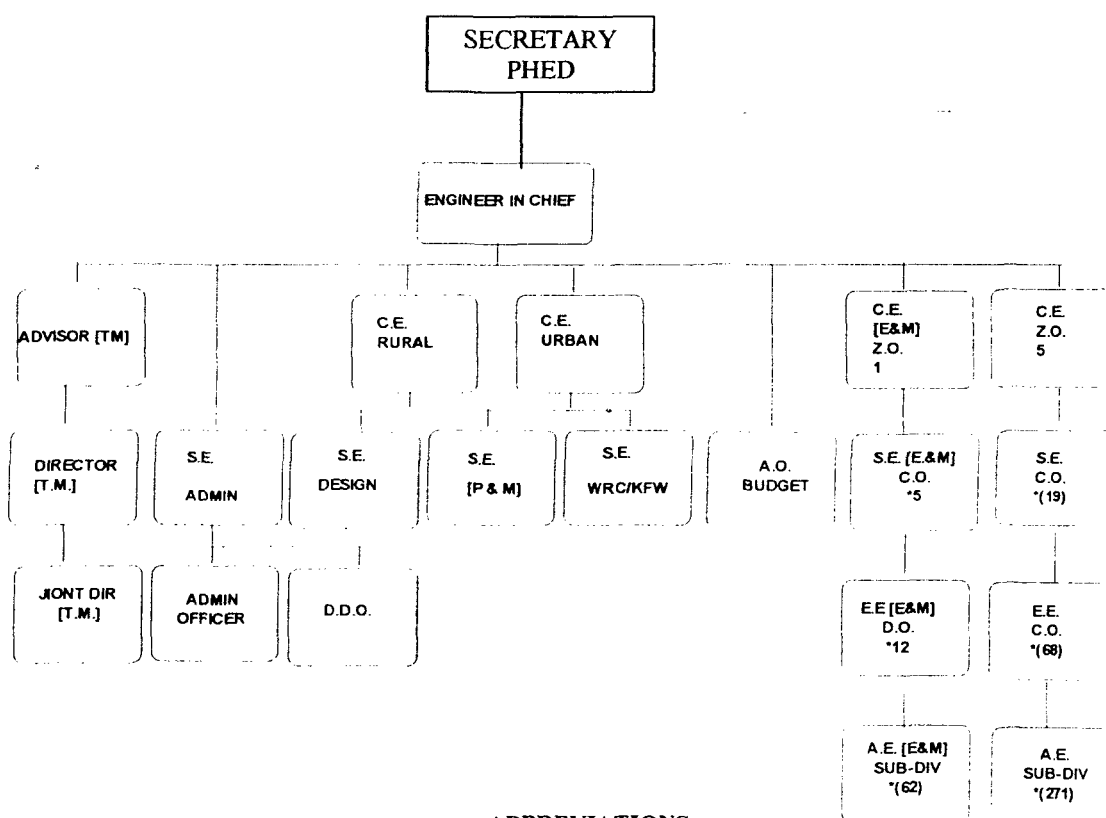 SECRETARY
PHED
ENGINEER IN CHIEF
ADVISOR [TM]
C.E.
RURAL
C.E.
URBAN
C.E.
[E&M]
Z.O.
1
C.E.
Z.O.
5
DIRECTOR
[T.M.]
S.E.
ADMIN
S.E.
DESIGN
S.E.
[P & M]
S.E.
WRC/KFW
A.O.
BUDGET
S.E. [E.&M]
C.O.
*5
S.E.
C.O.
*(19)
JIONT DIR
[T.M.]
ADMIN
OFFICER
D.D.O.
E.E [E&M]
D.O.
*12
E.E.
C.O.
*(68)
A.E. [E&M]
SUB-DIV
*(62)
A.E.
SUB-DIV
*(271)